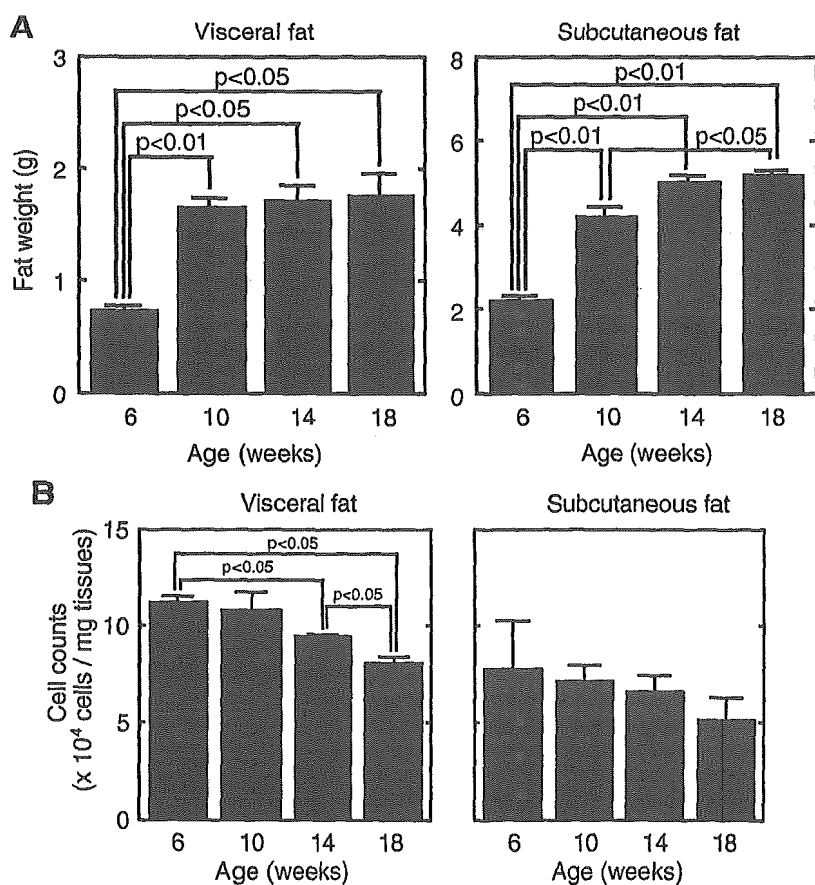 A
Visceral fat
Subcutaneous fat
Fat weight (g)
3
2
1
0
p<0.05
p<0.05
p<0.01
6 10 14 18
Age (weeks)
8
6
4
2
0
p<0.01
p<0.01
p<0.01
p<0.05
6 10 14 18
Age (weeks)
B
Visceral fat
Subcutaneous fat
Cell counts
(x 10⁴ cells / mg tissues)
15
10
5
0
p<0.05
p<0.05
p<0.05
6 10 14 18
Age (weeks)
6 10 14 18
Age (weeks)